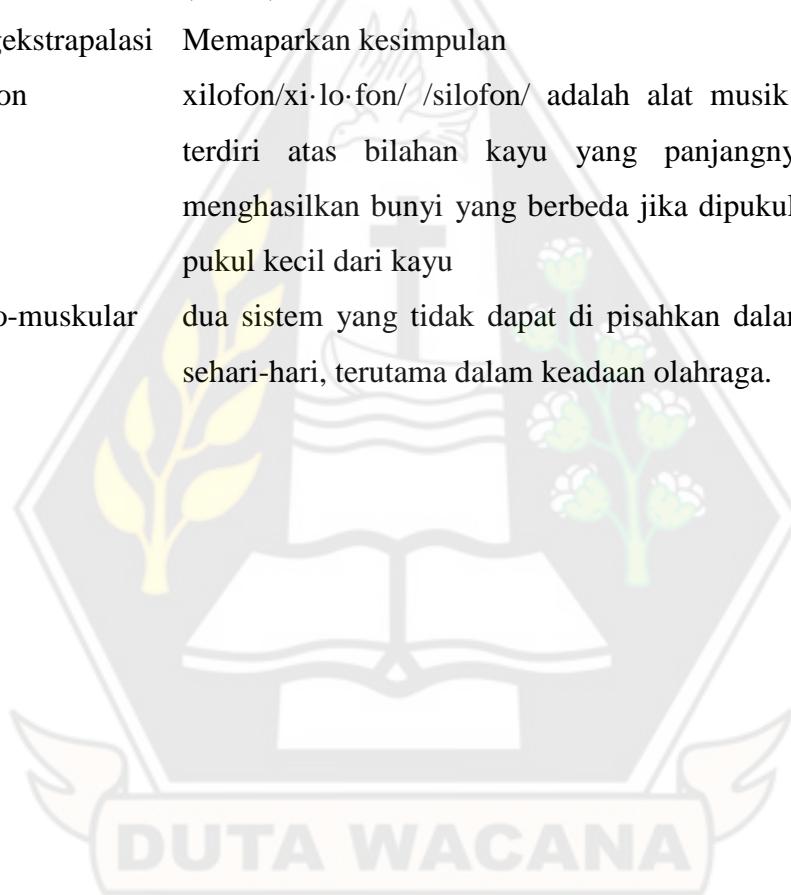 gekstrapalasi Memaparkan kesimpulan
on xilofon/xi·lo·fon/ /silofon/ adalah alat musik
terdiri atas bilahan kayu yang panjangny
menghasilkan bunyi yang berbeda jika dipukul
pukul kecil dari kayu
o-muskular dua sistem yang tidak dapat di pisahkan dalam
sehari-hari, terutama dalam keadaan olahraga.
DUTA WACANA